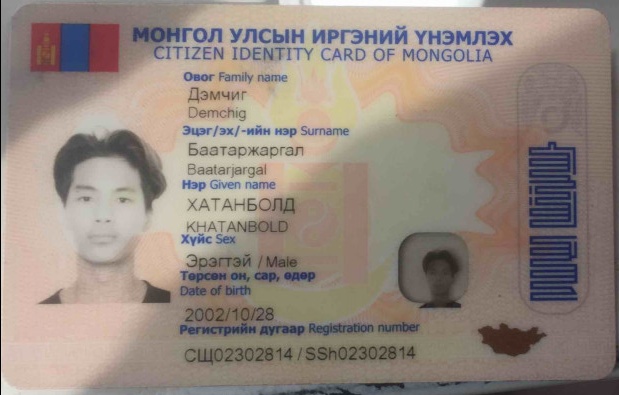 МОНГОЛ УЛСЫН ИРГЭНИЙ ҮНЭМЛЭХ
CITIZEN IDENTITY CARD OF MONGOLIA
Овог Family name
Дэмчиг
Demchig
Эцэг/эх/-ийн нэр Surname
Баатаржаргал
Baatarjargal
Нэр Given name
ХАТАНБОЛД
KHATANBOLD
Хүйс Sex
Эрэгтэй / Male
Төрсөн он, сар, өдөр
Date of birth
2002/10/28
Регистрийн дугаар Registration number
СЩ02302814 / SSh02302814